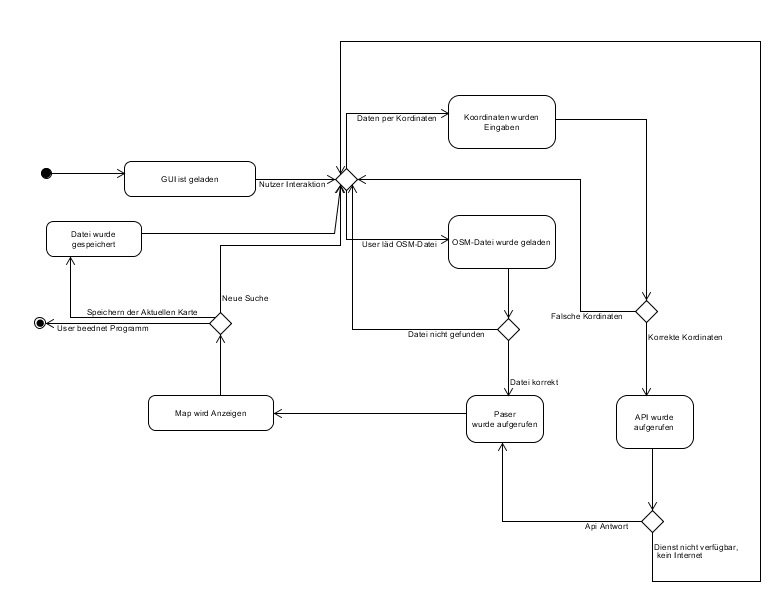 Koordinaten wurden
Eingaben
Daten per Kordinaten
GUI ist geladen
Nutzer Interaktion
Datei wurde
gespeichert
OSM-Datei wurde geladen
User läd OSM-Datei
Neue Suche
Speichern der Aktuellen Karte
User beednet Programm
Datei nicht gefunden
Falsche Kordinaten
Korrekte Kordinaten
Datei korrekt
Map wird Anzeigen
Paser
wurde aufgerufen
API wurde
aufgerufen
Api Antwort
Dienst nicht verfügbar,
kein Internet